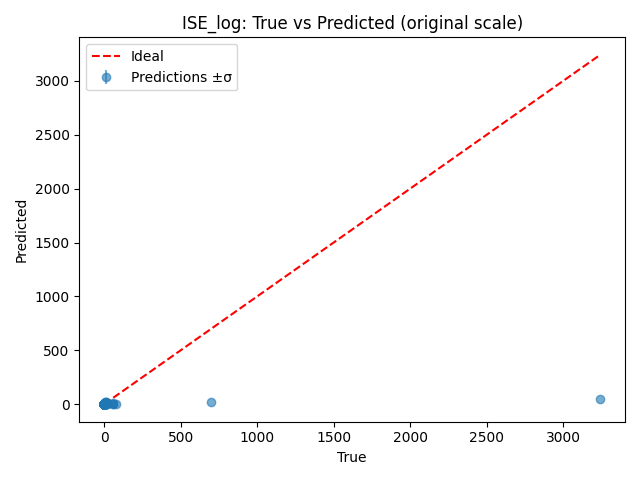 ISE_log: True vs Predicted (original scale)
Ideal
Predictions ±σ
Predicted
3000
2500
2000
1500
1000
500
0
0 500 1000 1500 2000 2500 3000
True